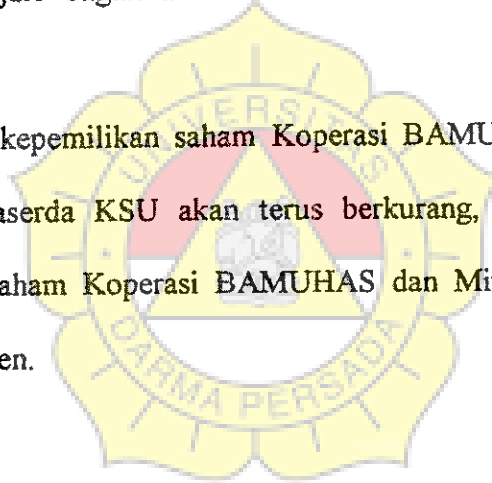 kepemilikan saham Koperasi BAMU
aserda KSU akan terus berkurang,
aham Koperasi BAMUHAS dan Mi
en.
UNIVERSITAS
DARMA PERSADA